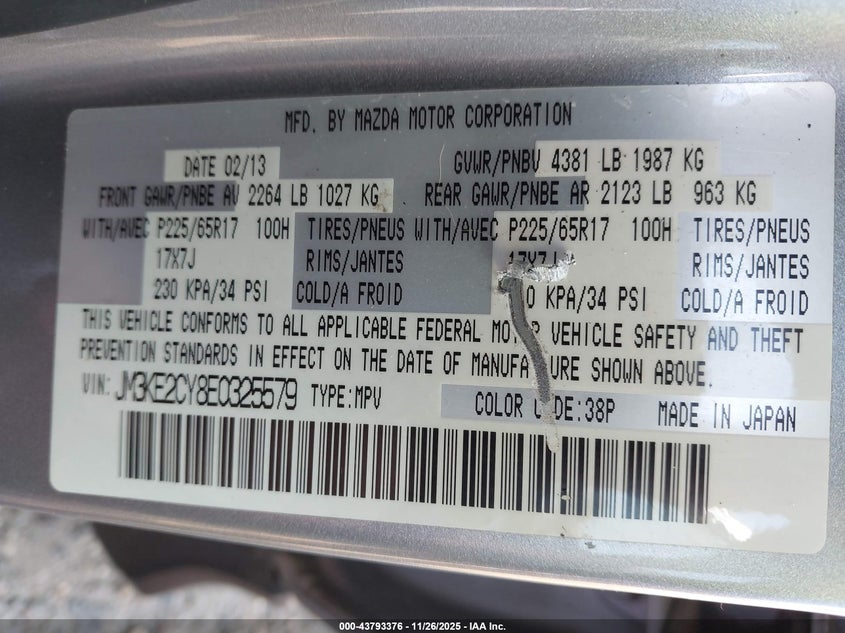 MFD. BY MAZDA MOTOR CORPORATION
DATE 02/13 GVWR/PNBV 4381 LB 1987 KG
FRONT GAWR/PNBE AV 2264 LB 1027 KG REAR GAWR/PNBE AR 2123 LB 963 KG
WITH/AVEC P225/65R17 100H TIRES/PNEUS WITH/AVEC P225/65R17 100H TIRES/PNEUS
17X7J RIMS/JANTES 17X7J RIMS/JANTES
230 KPA/34 PSI COLD/A FROID 0 KPA/34 PSI COLD/A FROID
THIS VEHICLE CONFORMS TO ALL APPLICABLE FEDERAL MOTOR VEHICLE SAFETY AND THEFT
PREVENTION STANDARDS IN EFFECT ON THE DATE OF MANUFACTURE SHOWN ABOVE.
VIN: JM3KE2CY8E0325579 TYPE:MPV COLOR CODE:38P MADE IN JAPAN
000-43793376 - 11/26/2025 - IAA Inc.